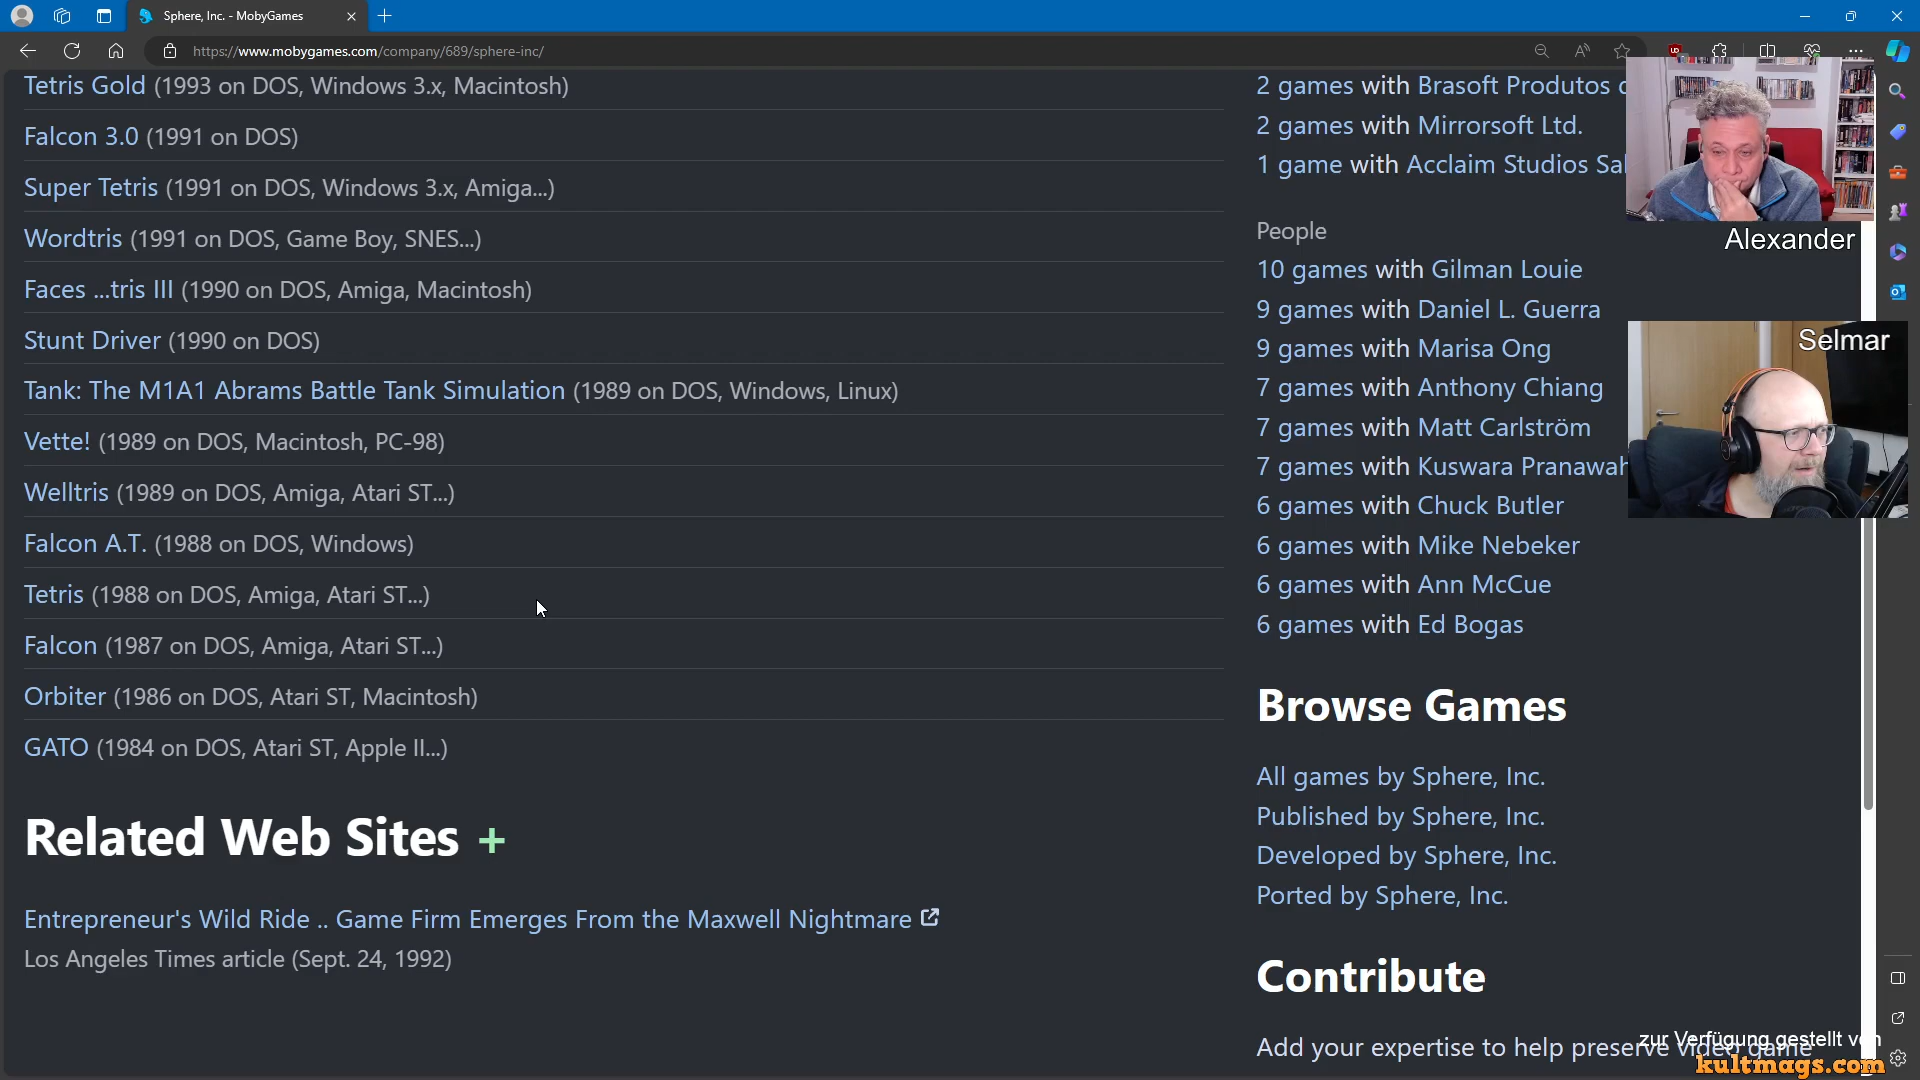 Sphere, Inc. - MobyGames
https://www.mobygames.com/company/689/sphere-inc/
Tetris Gold (1993 on DOS, Windows 3.x, Macintosh)
Falcon 3.0 (1991 on DOS)
Super Tetris (1991 on DOS, Windows 3.x, Amiga...)
Wordtris (1991 on DOS, Game Boy, SNES...)
Faces ...tris III (1990 on DOS, Amiga, Macintosh)
Stunt Driver (1990 on DOS)
Tank: The M1A1 Abrams Battle Tank Simulation (1989 on DOS, Windows, Linux)
Vette! (1989 on DOS, Macintosh, PC-98)
Welltris (1989 on DOS, Amiga, Atari ST...)
Falcon A.T. (1988 on DOS, Windows)
Tetris (1988 on DOS, Amiga, Atari ST...)
Falcon (1987 on DOS, Amiga, Atari ST...)
Orbiter (1986 on DOS, Atari ST, Macintosh)
GATO (1984 on DOS, Atari ST, Apple II...)
Related Web Sites +
Entrepreneur's Wild Ride .. Game Firm Emerges From the Maxwell Nightmare
Los Angeles Times article (Sept. 24, 1992)
2 games with Brasoft Produtos
2 games with Mirrorsoft Ltd.
1 game with Acclaim Studios Sal
People
10 games with Gilman Louie
9 games with Daniel L. Guerra
9 games with Marisa Ong
7 games with Anthony Chiang
7 games with Matt Carlström
7 games with Kuswara Pranawah
6 games with Chuck Butler
6 games with Mike Nebeker
6 games with Ann McCue
6 games with Ed Bogas
Browse Games
All games by Sphere, Inc.
Published by Sphere, Inc.
Developed by Sphere, Inc.
Ported by Sphere, Inc.
Contribute
Add your expertise to help preserve video game
Alexander
Selmar
zur Verfügung gestellt von
kultmags.com